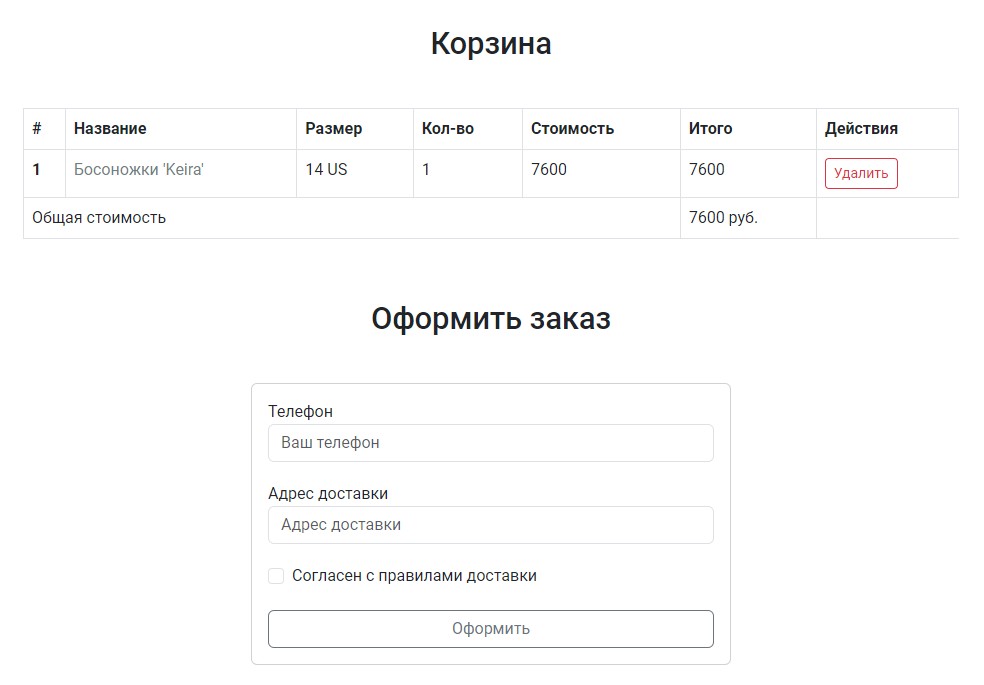 Корзина
# Название Размер Кол-во Стоимость Итого Действия
1 Босоножки 'Keira' 14 US 1 7600 7600 Удалить
Общая стоимость 7600 руб.
Оформить заказ
Телефон
Ваш телефон
Адрес доставки
Адрес доставки
Согласен с правилами доставки
Оформить